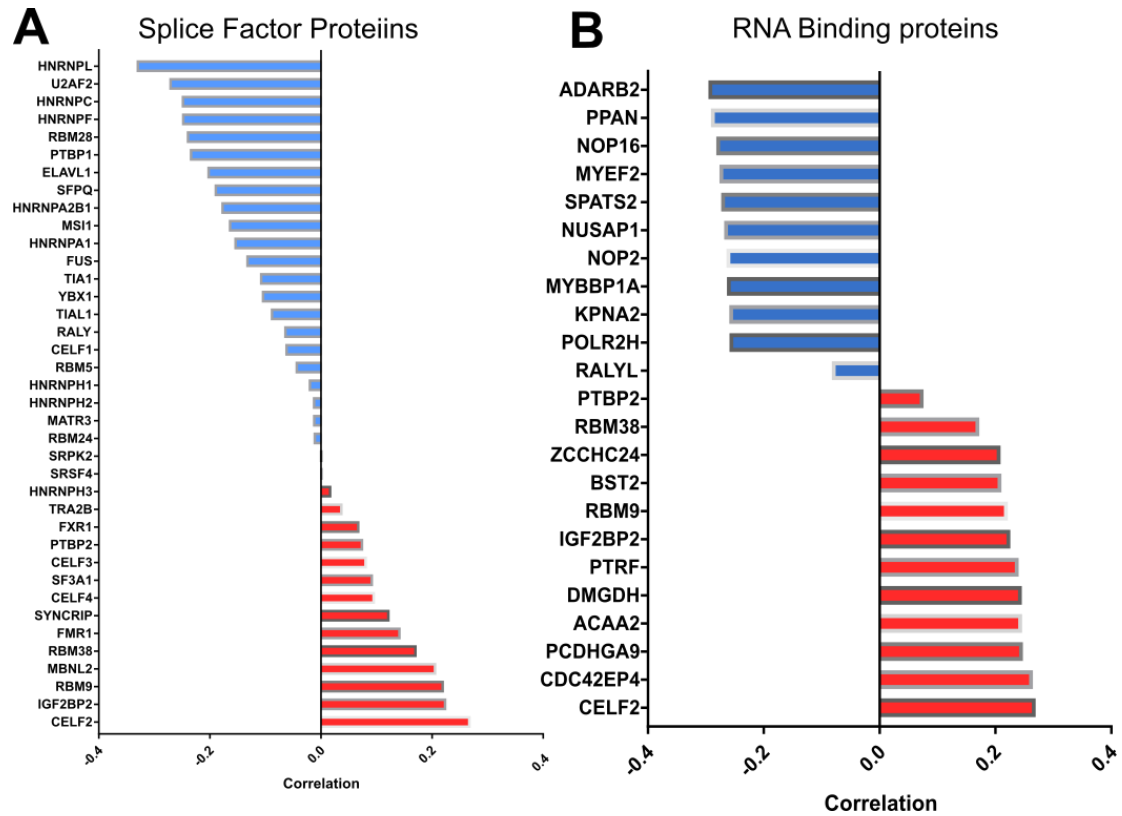 A
Splice Factor Proteiins
HNRNPL
U2AF2
HNRNPC
HNRNPF
RBM28
PTBP1
ELAVL1
SFPQ
HNRNPA2B1
MSI1
HNRNPA1
FUS
TIA1
YBX1
TIAL1
RALY
CELF1
RBM5
HNRNPH1
HNRNPH2
MATR3
RBM24
SRPK2
SRSF4
HNRNPH3
TRA2B
FXR1
PTBP2
CELF3
SF3A1
CELF4
SYNCRIP
FMR1
RBM38
MBNL2
RBM9
IGF2BP2
CELF2
-0.4 -0.2 0.0 0.2 0.4
Correlation
B
RNA Binding proteins
ADARB2
PPAN
NOP16
MYEF2
SPATS2
NUSAP1
NOP2
MYBBP1A
KPNA2
POLR2H
RALYL
PTBP2
RBM38
ZCCHC24
BST2
RBM9
IGF2BP2
PTRF
DMGDH
ACAA2
PCDHGA9
CDC42EP4
CELF2
-0.4 -0.2 0.0 0.2 0.4
Correlation